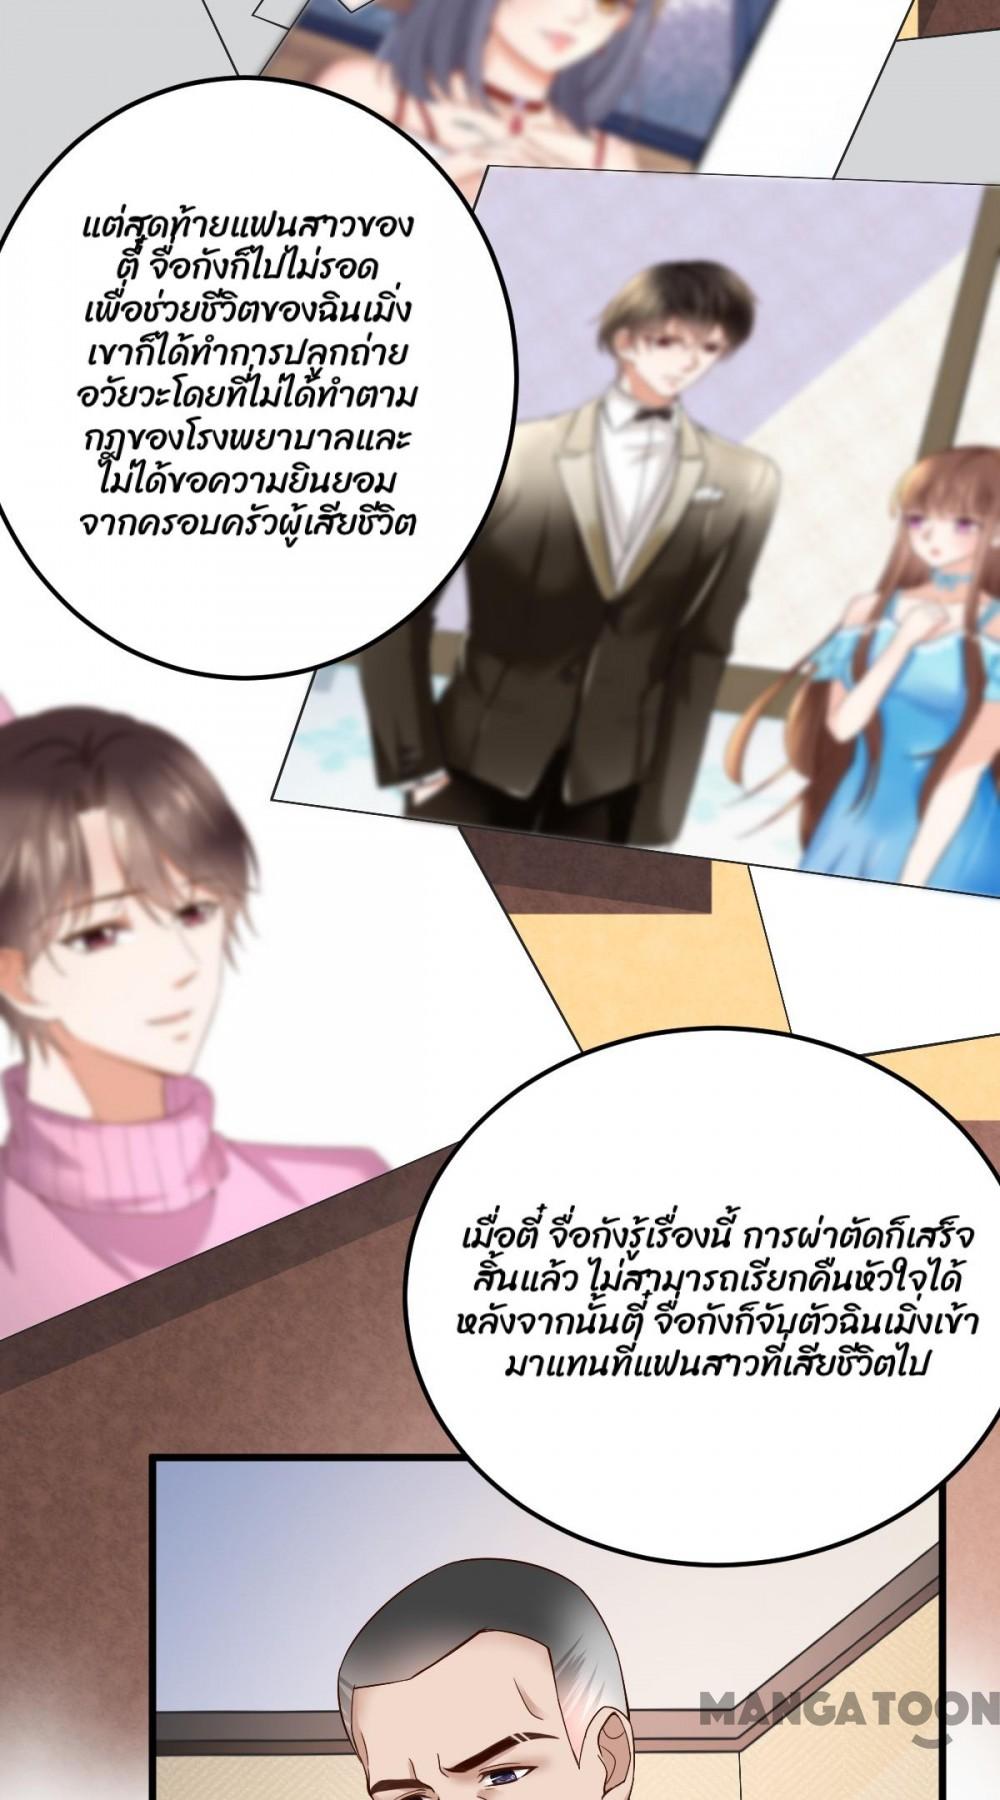 แต่สุดท้ายแฟนสาวของ
ตี๋ จื่อกังก็ไปไม่รอด
เพื่อช่วยชีวิตของฉินเมิ่ง
เขาก็ได้ทำการปลูกถ่าย
อวัยวะโดยที่ไม่ได้ทำตาม
กฎของโรงพยาบาลและ
ไม่ได้ขอความยินยอม
จากครอบครัวผู้เสียชีวิต
เมื่อตี๋ จื่อกังรู้เรื่องนี้ การผ่าตัดก็เสร็จ
สิ้นแล้ว ไม่สามารถเรียกคืนหัวใจได้
หลังจากนั้นตี๋ จื่อกังก็จับตัวฉินเมิ่งเข้า
มาแทนที่แฟนสาวที่เสียชีวิตไป
MANGATOON